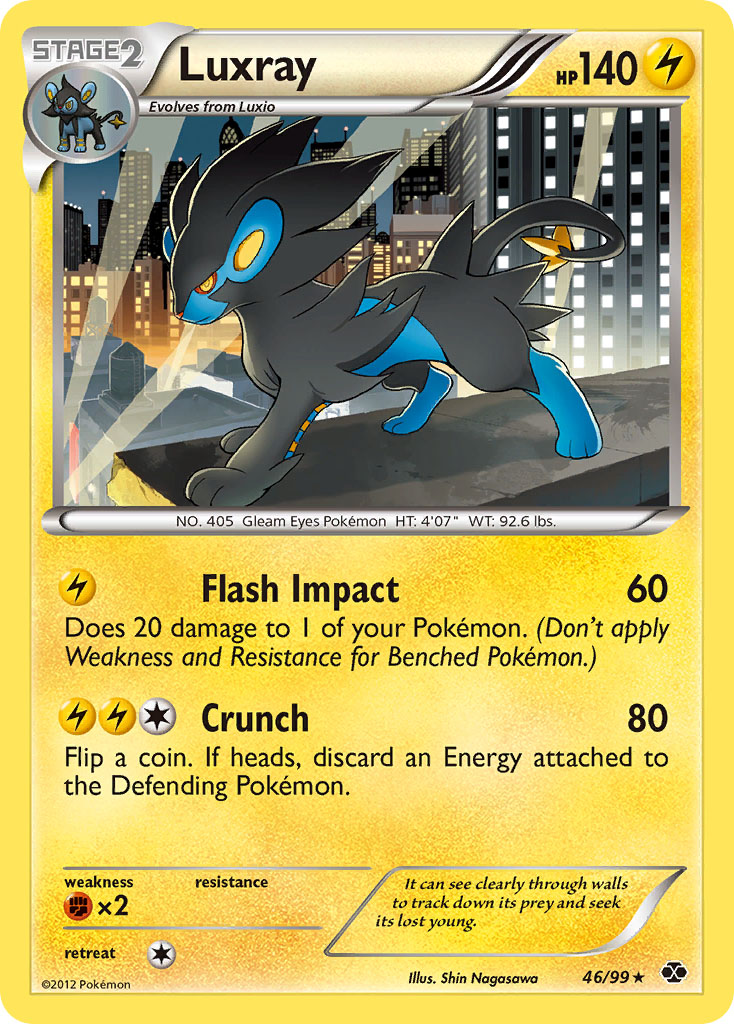 STAGE2
Luxray
HP140
Evolves from Luxio
NO. 405 Gleam Eyes Pokémon HT: 4'07" WT: 92.6 lbs.
Flash Impact 60
Does 20 damage to 1 of your Pokémon. (Don't apply
Weakness and Resistance for Benched Pokémon.)
Crunch 80
Flip a coin. If heads, discard an Energy attached to
the Defending Pokémon.
weakness resistance
×2
It can see clearly through walls
to track down its prey and seek
its lost young.
retreat
©2012 Pokémon
Illus. Shin Nagasawa
46/99 ★